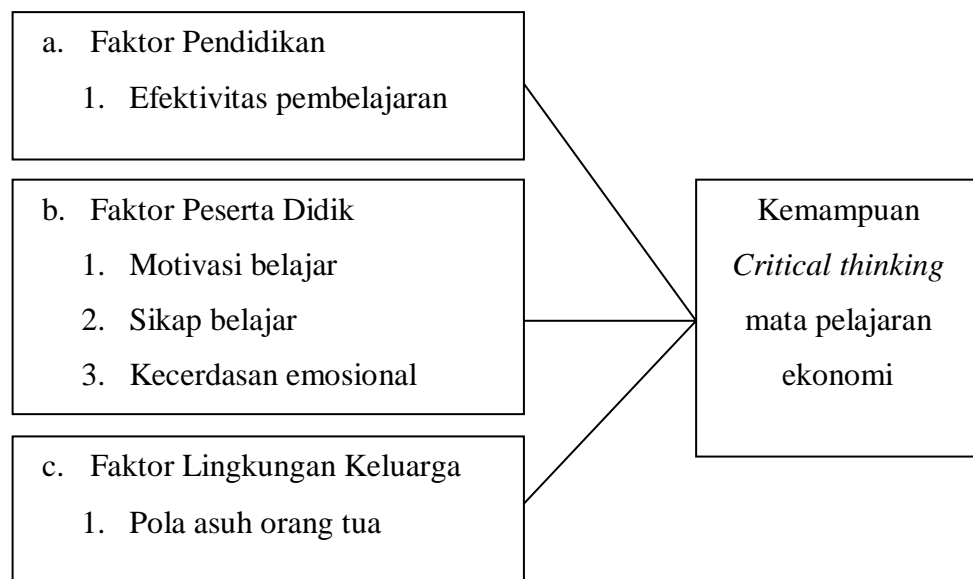 a. Faktor Pendidikan
1. Efektivitas pembelajaran
b. Faktor Peserta Didik
1. Motivasi belajar
2. Sikap belajar
3. Kecerdasan emosional
c. Faktor Lingkungan Keluarga
1. Pola asuh orang tua
Kemampuan
Critical thinking
mata pelajaran
ekonomi